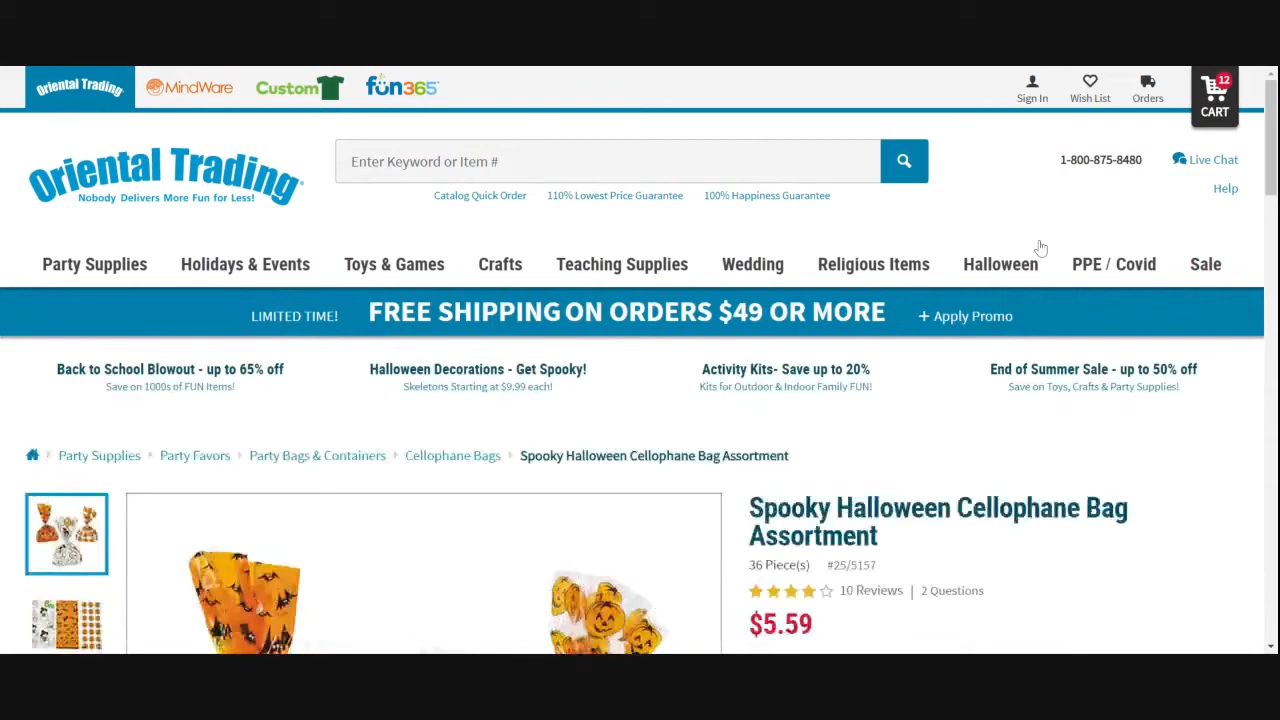 Oriental Trading MindWare Custom fun365 Sign In Wish List Orders 12 CART
Oriental Trading
Nobody Delivers More Fun for Less!
Enter Keyword or Item #
1-800-875-8480 Live Chat
Catalog Quick Order 110% Lowest Price Guarantee 100% Happiness Guarantee Help
Party Supplies Holidays & Events Toys & Games Crafts Teaching Supplies Wedding Religious Items Halloween PPE / Covid Sale
LIMITED TIME! FREE SHIPPING ON ORDERS $49 OR MORE + Apply Promo
Back to School Blowout - up to 65% off Halloween Decorations - Get Spooky! Activity Kits- Save up to 20% End of Summer Sale - up to 50% off
Save on 1000s of FUN Items! Skeletons Starting at $9.99 each! Kits for Outdoor & Indoor Family FUN! Save on Toys, Crafts & Party Supplies!
Party Supplies Party Favors Party Bags & Containers Cellophane Bags Spooky Halloween Cellophane Bag Assortment
Spooky Halloween Cellophane Bag
Assortment
36 Piece(s) #25/5157
10 Reviews | 2 Questions
$5.59